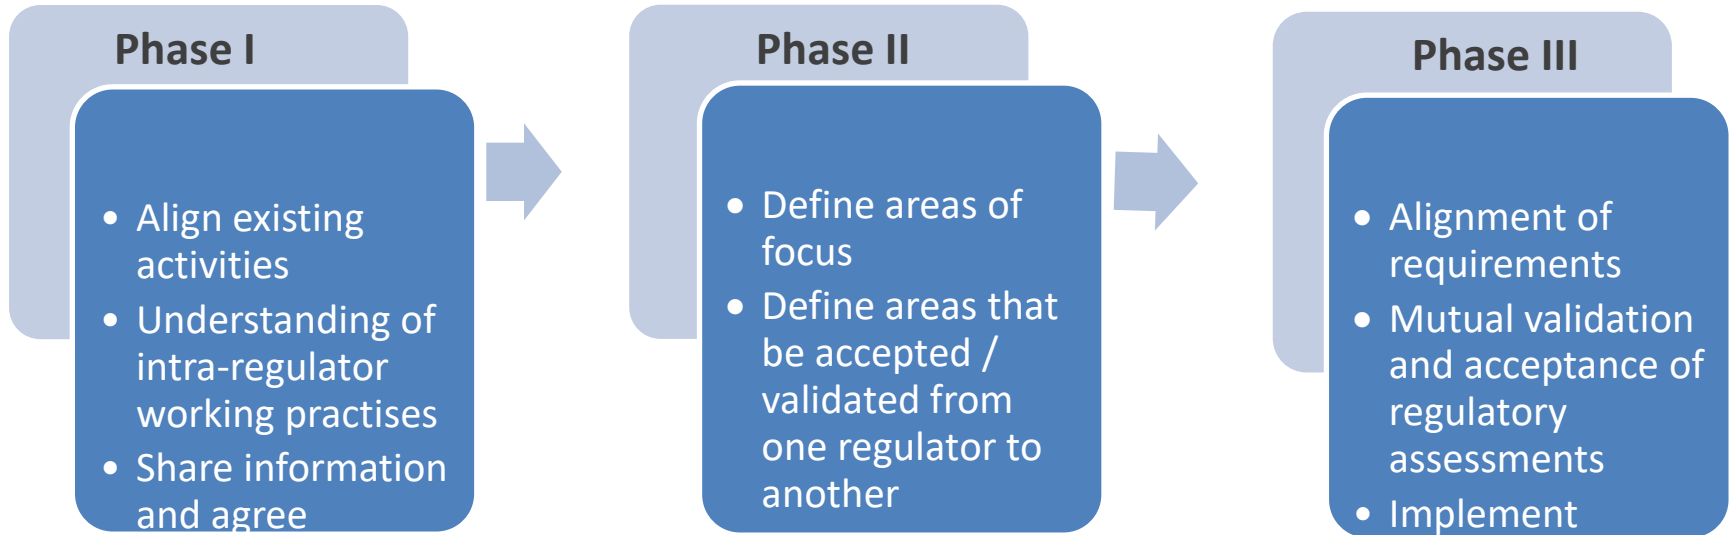 Phase I
• Align existing
activities
• Understanding of
intra-regulator
working practises
• Share information
and agree
Phase II
• Define areas of
focus
• Define areas that
be accepted /
validated from
one regulator to
another
Phase III
• Alignment of
requirements
• Mutual validation
and acceptance of
regulatory
assessments
• Implement